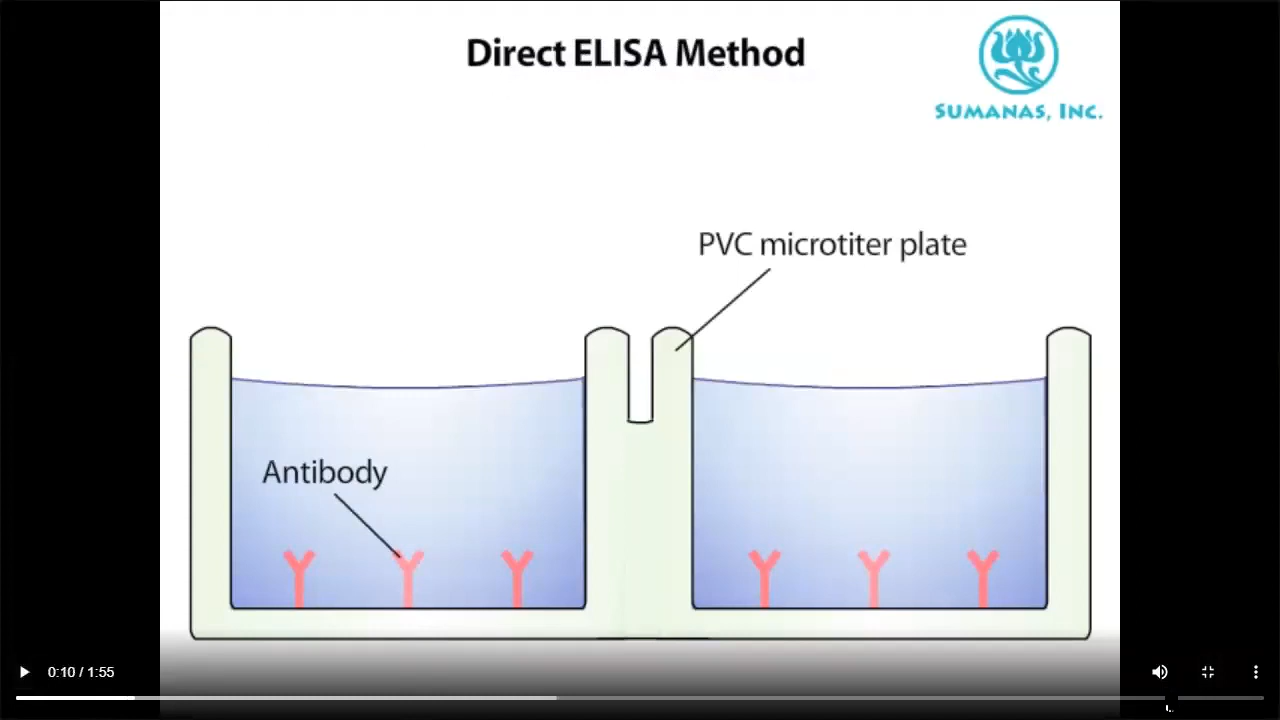 Direct ELISA Method
SUMANAS, INC.
PVC microtiter plate
Antibody
0:10 / 1:55